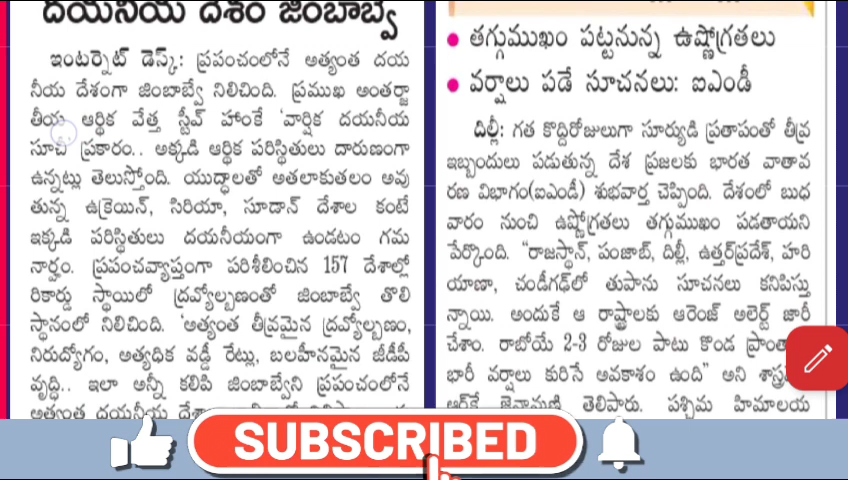 దయనీయ దేశం జింబాబ్వే
ఇంటర్నెట్ డెస్క్: ప్రపంచంలోనే అత్యంత దయ
నీయ దేశంగా జింబాబ్వే నిలిచింది. ప్రముఖ అంతర్జా
తీయ ఆర్థిక వేత్త స్టీవ్ హాంకే 'వార్షిక దయనీయ
సూచీ ప్రకారం.. అక్కడి ఆర్థిక పరిస్థితులు దారుణంగా
ఉన్నట్లు తెలుస్తోంది. యుద్ధాలతో అతలాకుతలం అవు
తున్న ఉక్రెయిన్, సిరియా, సూడాన్ దేశాల కంటే
ఇక్కడి పరిస్థితులు దయనీయంగా ఉండటం గమ
నార్హం. ప్రపంచవ్యాప్తంగా పరిశీలించిన 157 దేశాల్లో
రికార్డు స్థాయిలో ద్రవ్యోల్బణంతో జింబాబ్వే తొలి
స్థానంలో నిలిచింది. 'అత్యంత తీవ్రమైన ద్రవ్యోల్బణం,
నిరుద్యోగం, అత్యధిక వడ్డీ రేట్లు, బలహీనమైన జీడీపీ
వృద్ధి.. ఇలా అన్నీ కలిపి జింబాబ్వేని ప్రపంచంలోనే
అత్యంత దయనీయ
• తగ్గుముఖం పట్టనున్న ఉష్ణోగ్రతలు
• వర్షాలు పడే సూచనలు: ఐఎండీ
దిల్లీ: గత కొద్దిరోజులుగా సూర్యుడి ప్రతాపంతో తీవ్ర
ఇబ్బందులు పడుతున్న దేశ ప్రజలకు భారత వాతావ
రణ విభాగం(ఐఎండీ) శుభవార్త చెప్పింది. దేశంలో బుధ
వారం నుంచి ఉష్ణోగ్రతలు తగ్గుముఖం పడతాయని
పేర్కొంది. "రాజస్థాన్, పంజాబ్, దిల్లీ, ఉత్తర్‌ప్రదేశ్, హరి
యాణా, చండీగఢ్‌లో తుపాను సూచనలు కనిపిస్తు
న్నాయి. అందుకే ఆ రాష్ట్రాలకు ఆరెంజ్ అలెర్ట్ జారీ
చేశాం. రాబోయే 2-3 రోజుల పాటు కొండ
భారీ వర్షాలు కురిసే అవకాశం ఉంది" అని
ఆర్‌కే జెనామణి తెలిపారు. పశ్చిమ హిమాలయ
SUBSCRIBED